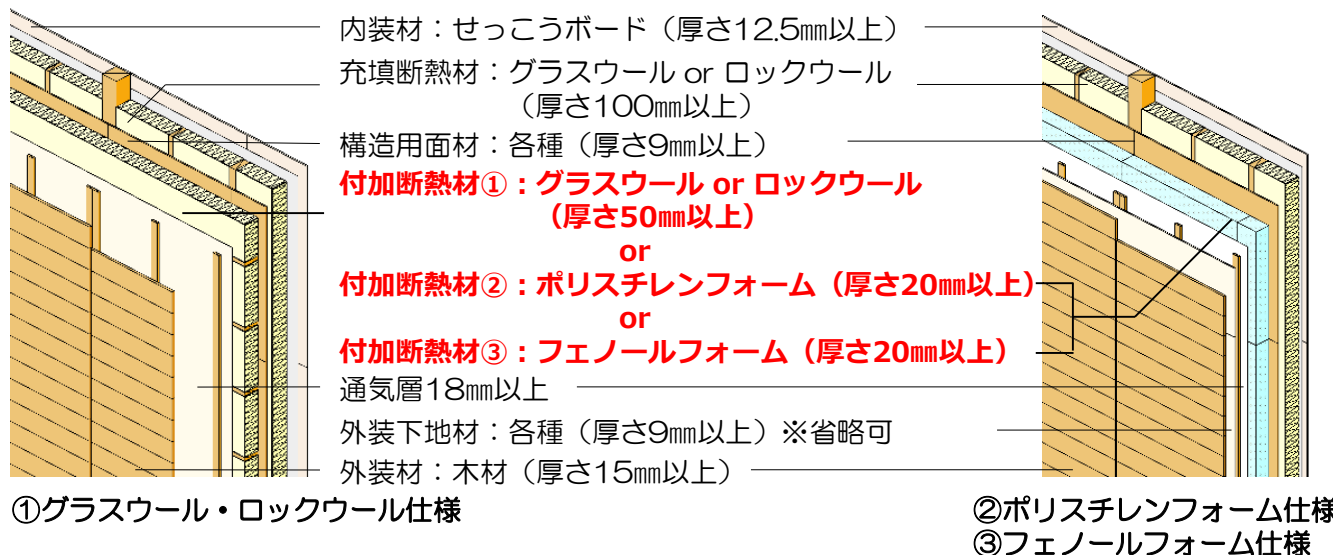 内装材：せっこうボード（厚さ12.5㎜以上）
充填断熱材：グラスウール or ロックウール
（厚さ100㎜以上）
構造用面材：各種（厚さ9㎜以上）
付加断熱材①：グラスウール or ロックウール
（厚さ50㎜以上）
or
付加断熱材②：ポリスチレンフォーム（厚さ20㎜以上）
or
付加断熱材③：フェノールフォーム（厚さ20㎜以上）
通気層18㎜以上
外装下地材：各種（厚さ9㎜以上）※省略可
外装材：木材（厚さ15㎜以上）
①グラスウール・ロックウール仕様
②ポリスチレンフォーム仕様
③フェノールフォーム仕様